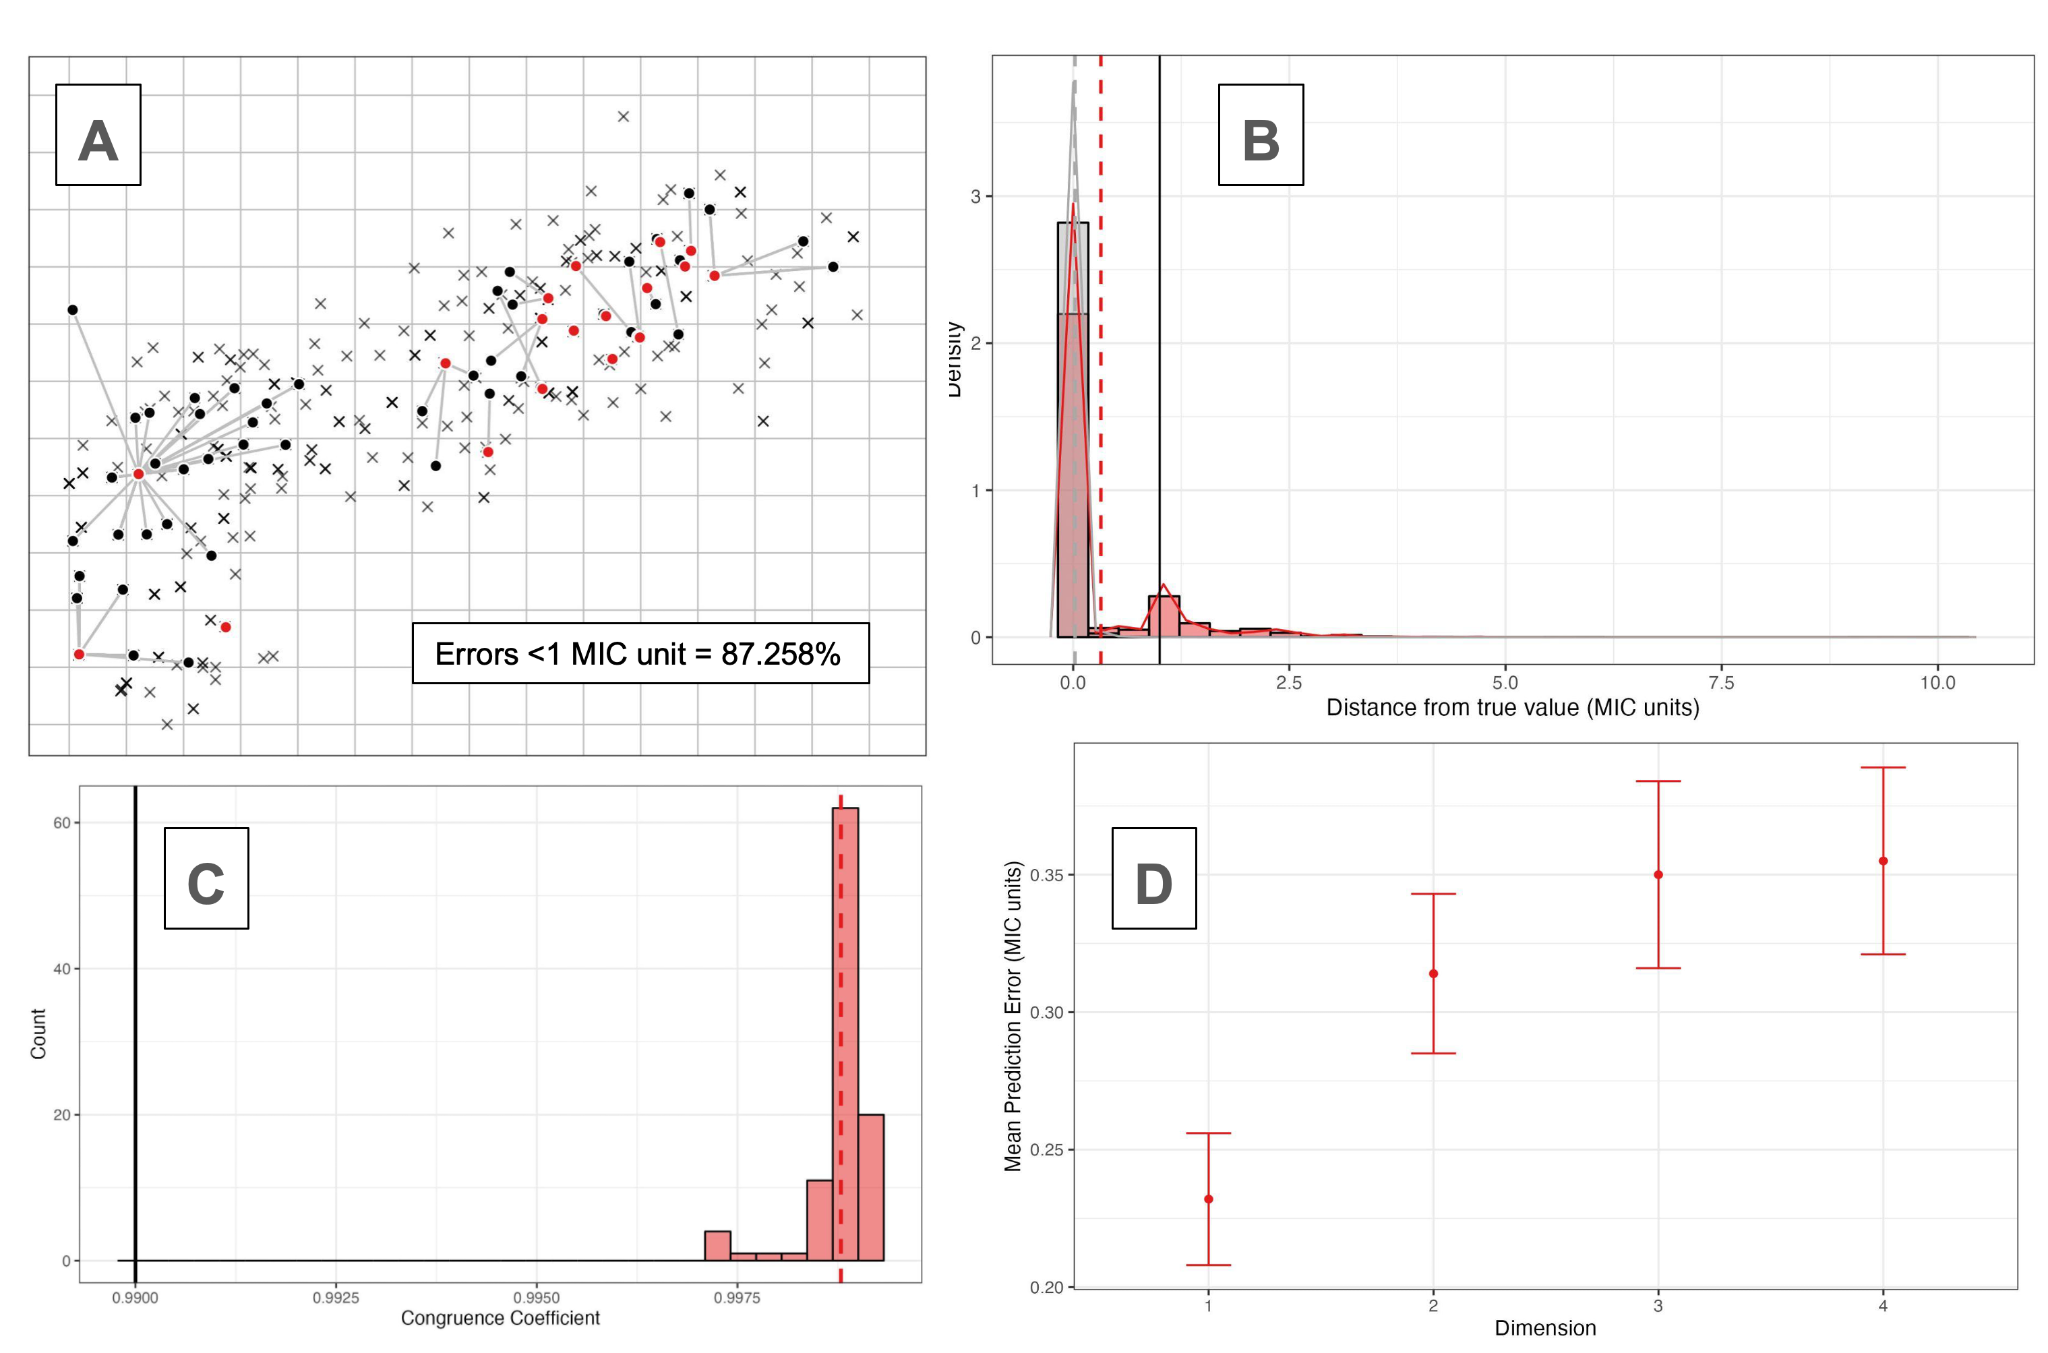 A
Errors <1 MIC unit = 87.258%
B
Density
3
2
1
0
0.0 2.5 5.0 7.5 10.0
Distance from true value (MIC units)
C
Count
60
40
20
0
0.9900 0.9925 0.9950 0.9975
Congruence Coefficient
D
Mean Prediction Error (MIC units)
0.35
0.30
0.25
0.20
1 2 3 4
Dimension